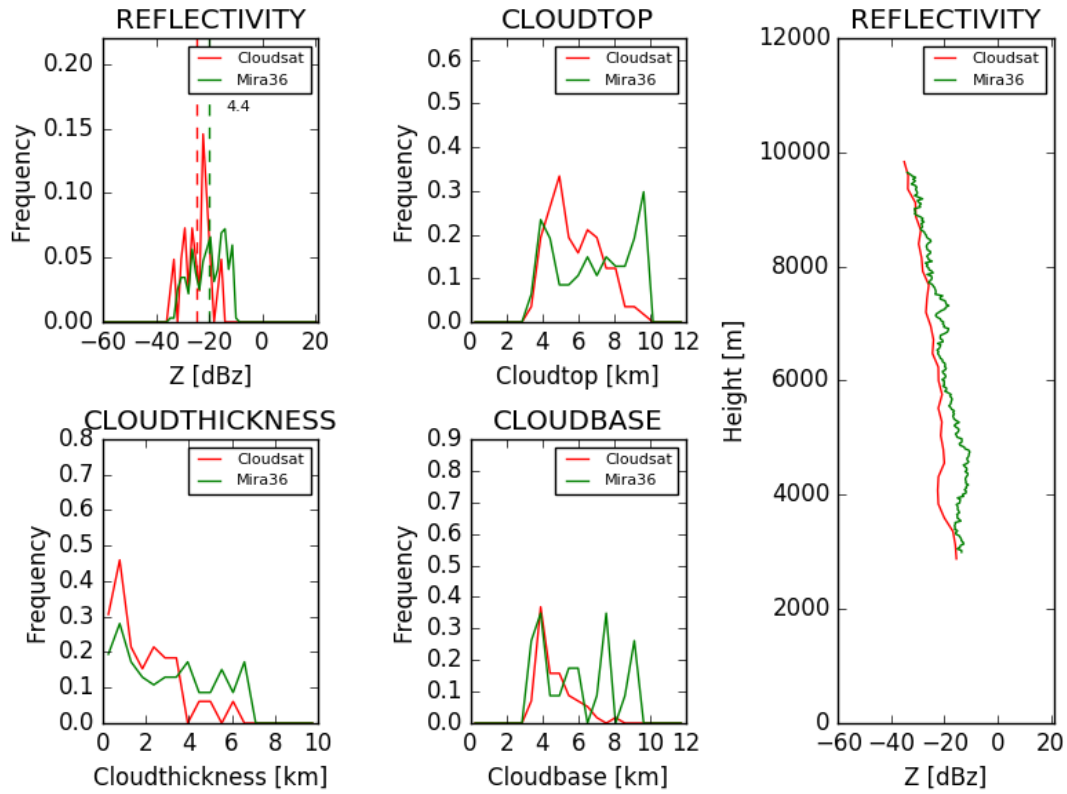 REFLECTIVITY
0.20
0.15
0.10
0.05
0.00
Frequency
Cloudsat
Mira36
4.4
−60 −40 −20 0 20
Z [dBz]
CLOUDTOP
0.6
0.5
0.4
0.3
0.2
0.1
0.0
Frequency
Cloudsat
Mira36
0 2 4 6 8 10 12
Cloudtop [km]
REFLECTIVITY
12000
10000
8000
6000
4000
2000
0
Height [m]
Cloudsat
Mira36
−60 −40 −20 0 20
Z [dBz]
CLOUDTHICKNESS
0.8
0.7
0.6
0.5
0.4
0.3
0.2
0.1
0.0
Frequency
Cloudsat
Mira36
0 2 4 6 8 10
Cloudthickness [km]
CLOUDBASE
0.9
0.8
0.7
0.6
0.5
0.4
0.3
0.2
0.1
0.0
Frequency
Cloudsat
Mira36
0 2 4 6 8 10 12
Cloudbase [km]